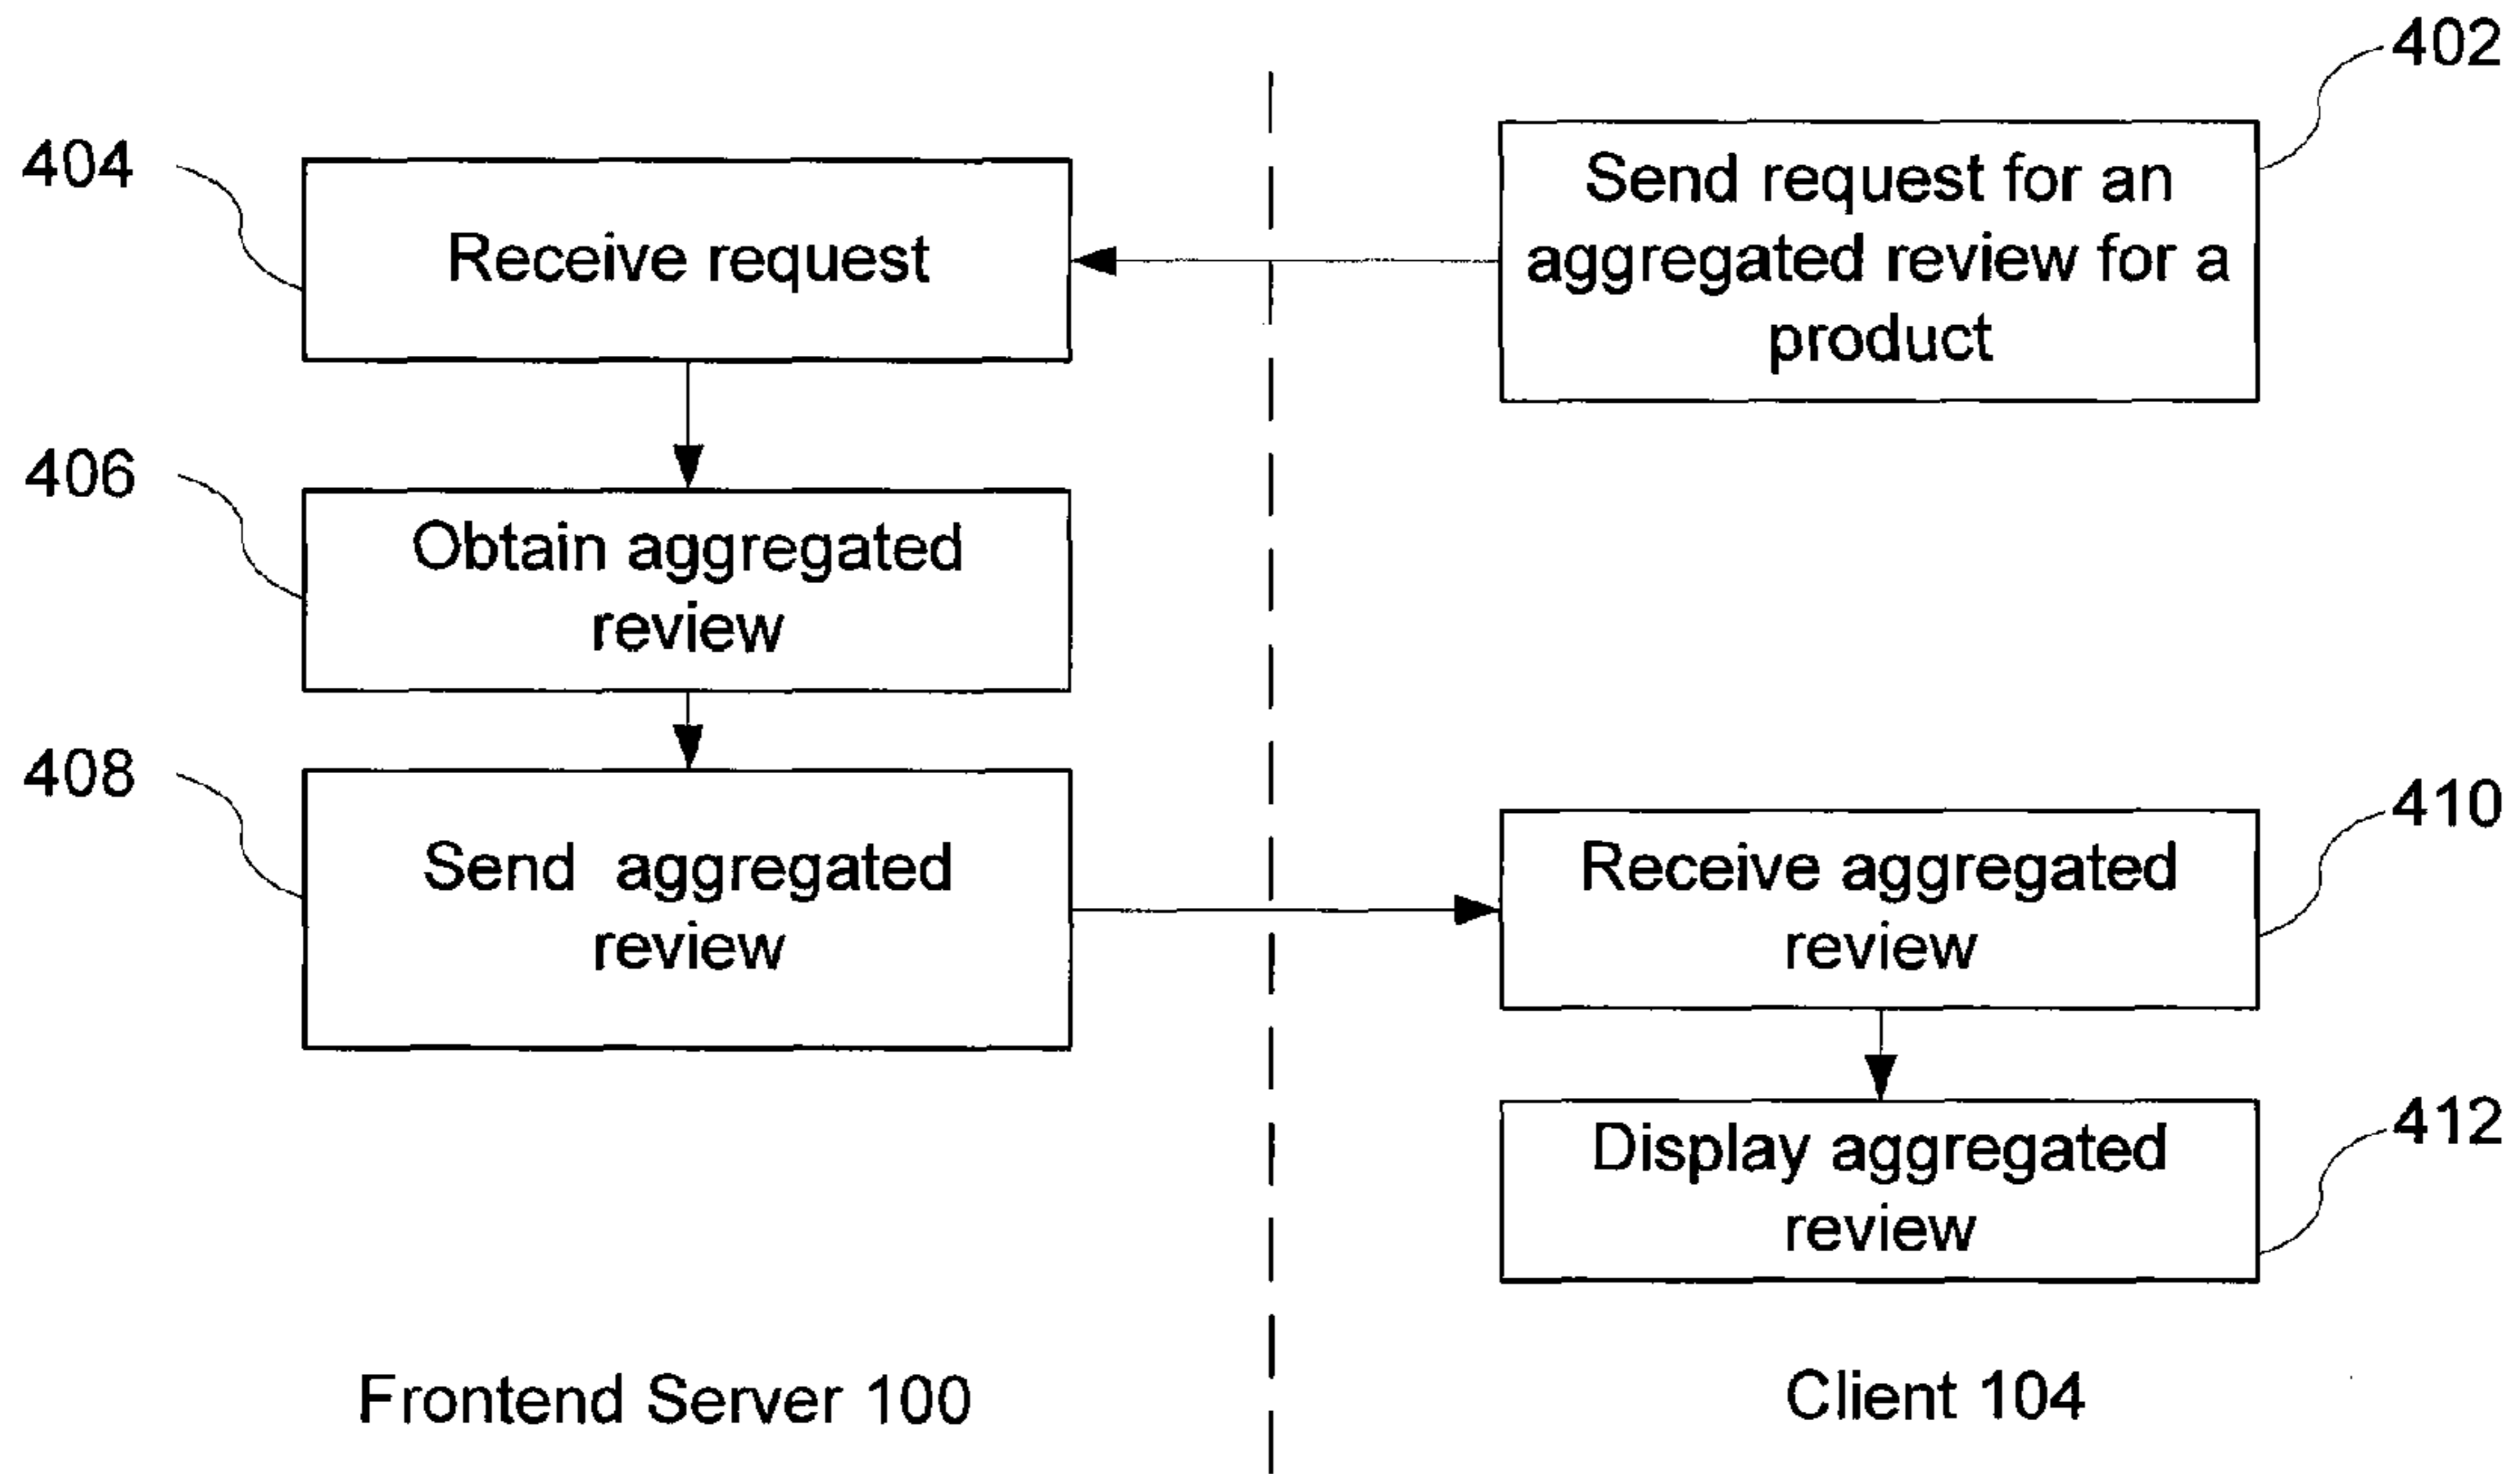 402
Send request for an
aggregated review for a
product
404
Receive request
406
Obtain aggregated
review
408
Send aggregated
review
410
Receive aggregated
review
412
Display aggregated
review
Frontend Server 100
Client 104